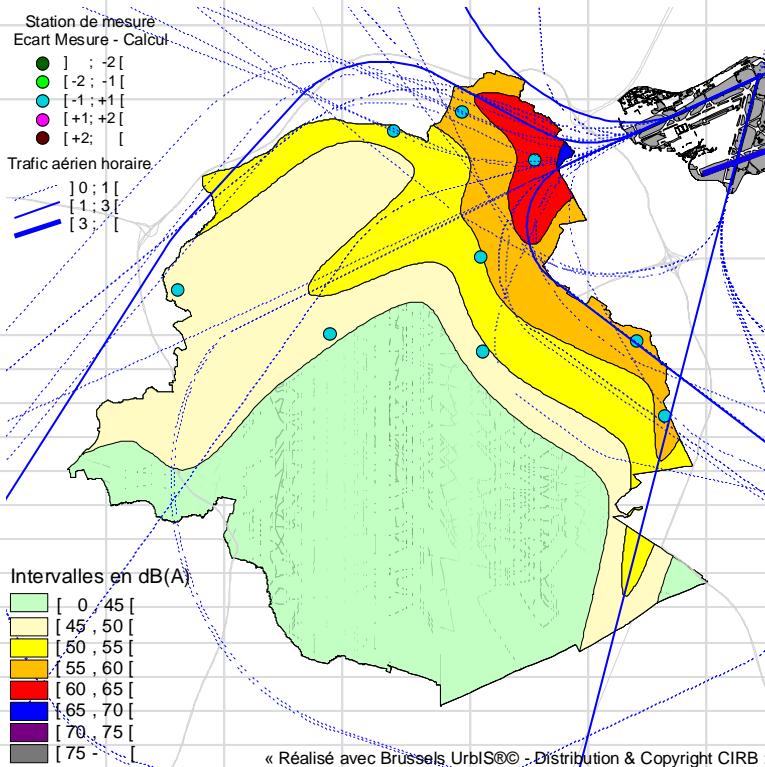 Station de mesure
Ecart Mesure - Calcul
] ; -2 [
[ -2 ; -1 [
[ -1 ; +1 [
[ +1; +2 [
[ +2; [
Trafic aérien horaire
] 0 ; 1 [
[ 1 ; 3 [
[ 3 ; [
Intervalles en dB(A)
[ 0 , 45 [
[ 45 , 50 [
[ 50 , 55 [
[ 55 , 60 [
[ 60 , 65 [
[ 65 , 70 [
[ 70 , 75 [
[ 75 - [
« Réalisé avec Brussels UrbIS®© - Distribution & Copyright CIRB